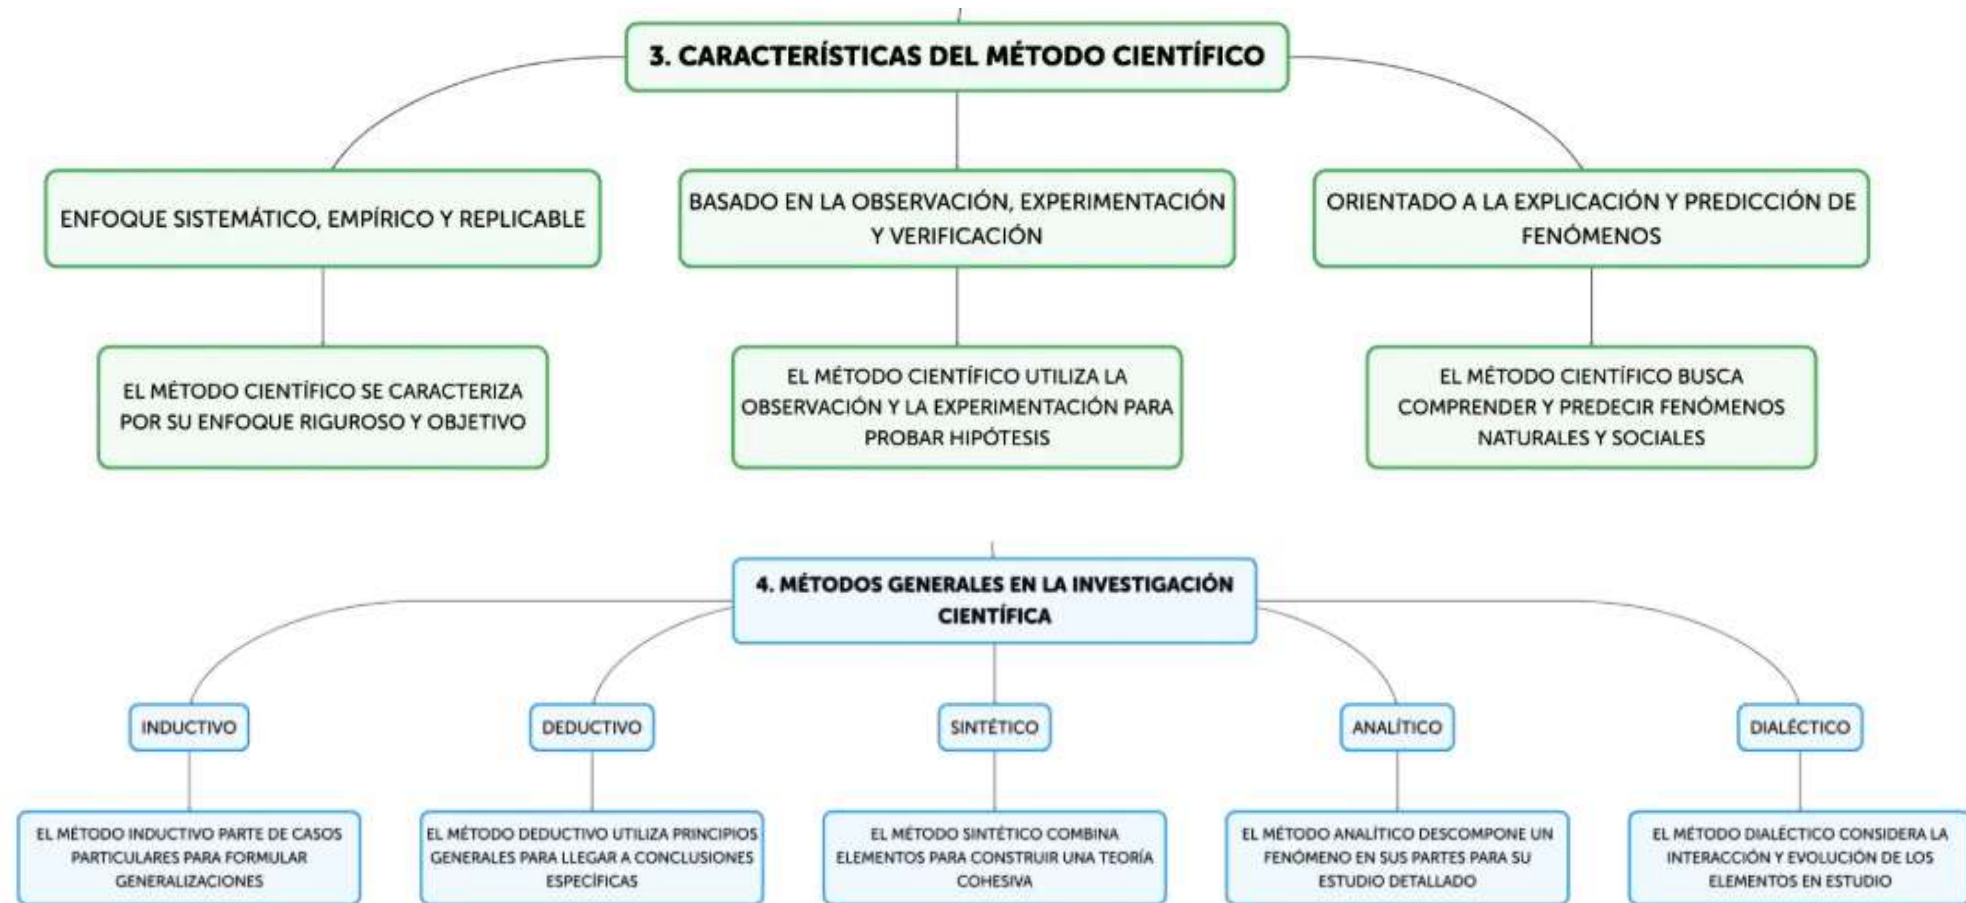 3. CARACTERÍSTICAS DEL MÉTODO CIENTÍFICO
ENFOQUE SISTEMÁTICO, EMPÍRICO Y REPLICABLE
BASADO EN LA OBSERVACIÓN, EXPERIMENTACIÓN
Y VERIFICACIÓN
ORIENTADO A LA EXPLICACIÓN Y PREDICCIÓN DE
FENÓMENOS
EL MÉTODO CIENTÍFICO SE CARACTERIZA
POR SU ENFOQUE RIGUROSO Y OBJETIVO
EL MÉTODO CIENTÍFICO UTILIZA LA
OBSERVACIÓN Y LA EXPERIMENTACIÓN PARA
PROBAR HIPÓTESIS
EL MÉTODO CIENTÍFICO BUSCA
COMPRENDER Y PREDECIR FENÓMENOS
NATURALES Y SOCIALES
4. MÉTODOS GENERALES EN LA INVESTIGACIÓN
CIENTÍFICA
INDUCTIVO
DEDUCTIVO
SINTÉTICO
ANALÍTICO
DIALÉCTICO
EL MÉTODO INDUCTIVO PARTE DE CASOS
PARTICULARES PARA FORMULAR
GENERALIZACIONES
EL MÉTODO DEDUCTIVO UTILIZA PRINCIPIOS
GENERALES PARA LLEGAR A CONCLUSIONES
ESPECÍFICAS
EL MÉTODO SINTÉTICO COMBINA
ELEMENTOS PARA CONSTRUIR UNA TEORÍA
COHESIVA
EL MÉTODO ANALÍTICO DESCOMPONE UN
FENÓMENO EN SUS PARTES PARA SU
ESTUDIO DETALLADO
EL MÉTODO DIALÉCTICO CONSIDERA LA
INTERACCIÓN Y EVOLUCIÓN DE LOS
ELEMENTOS EN ESTUDIO